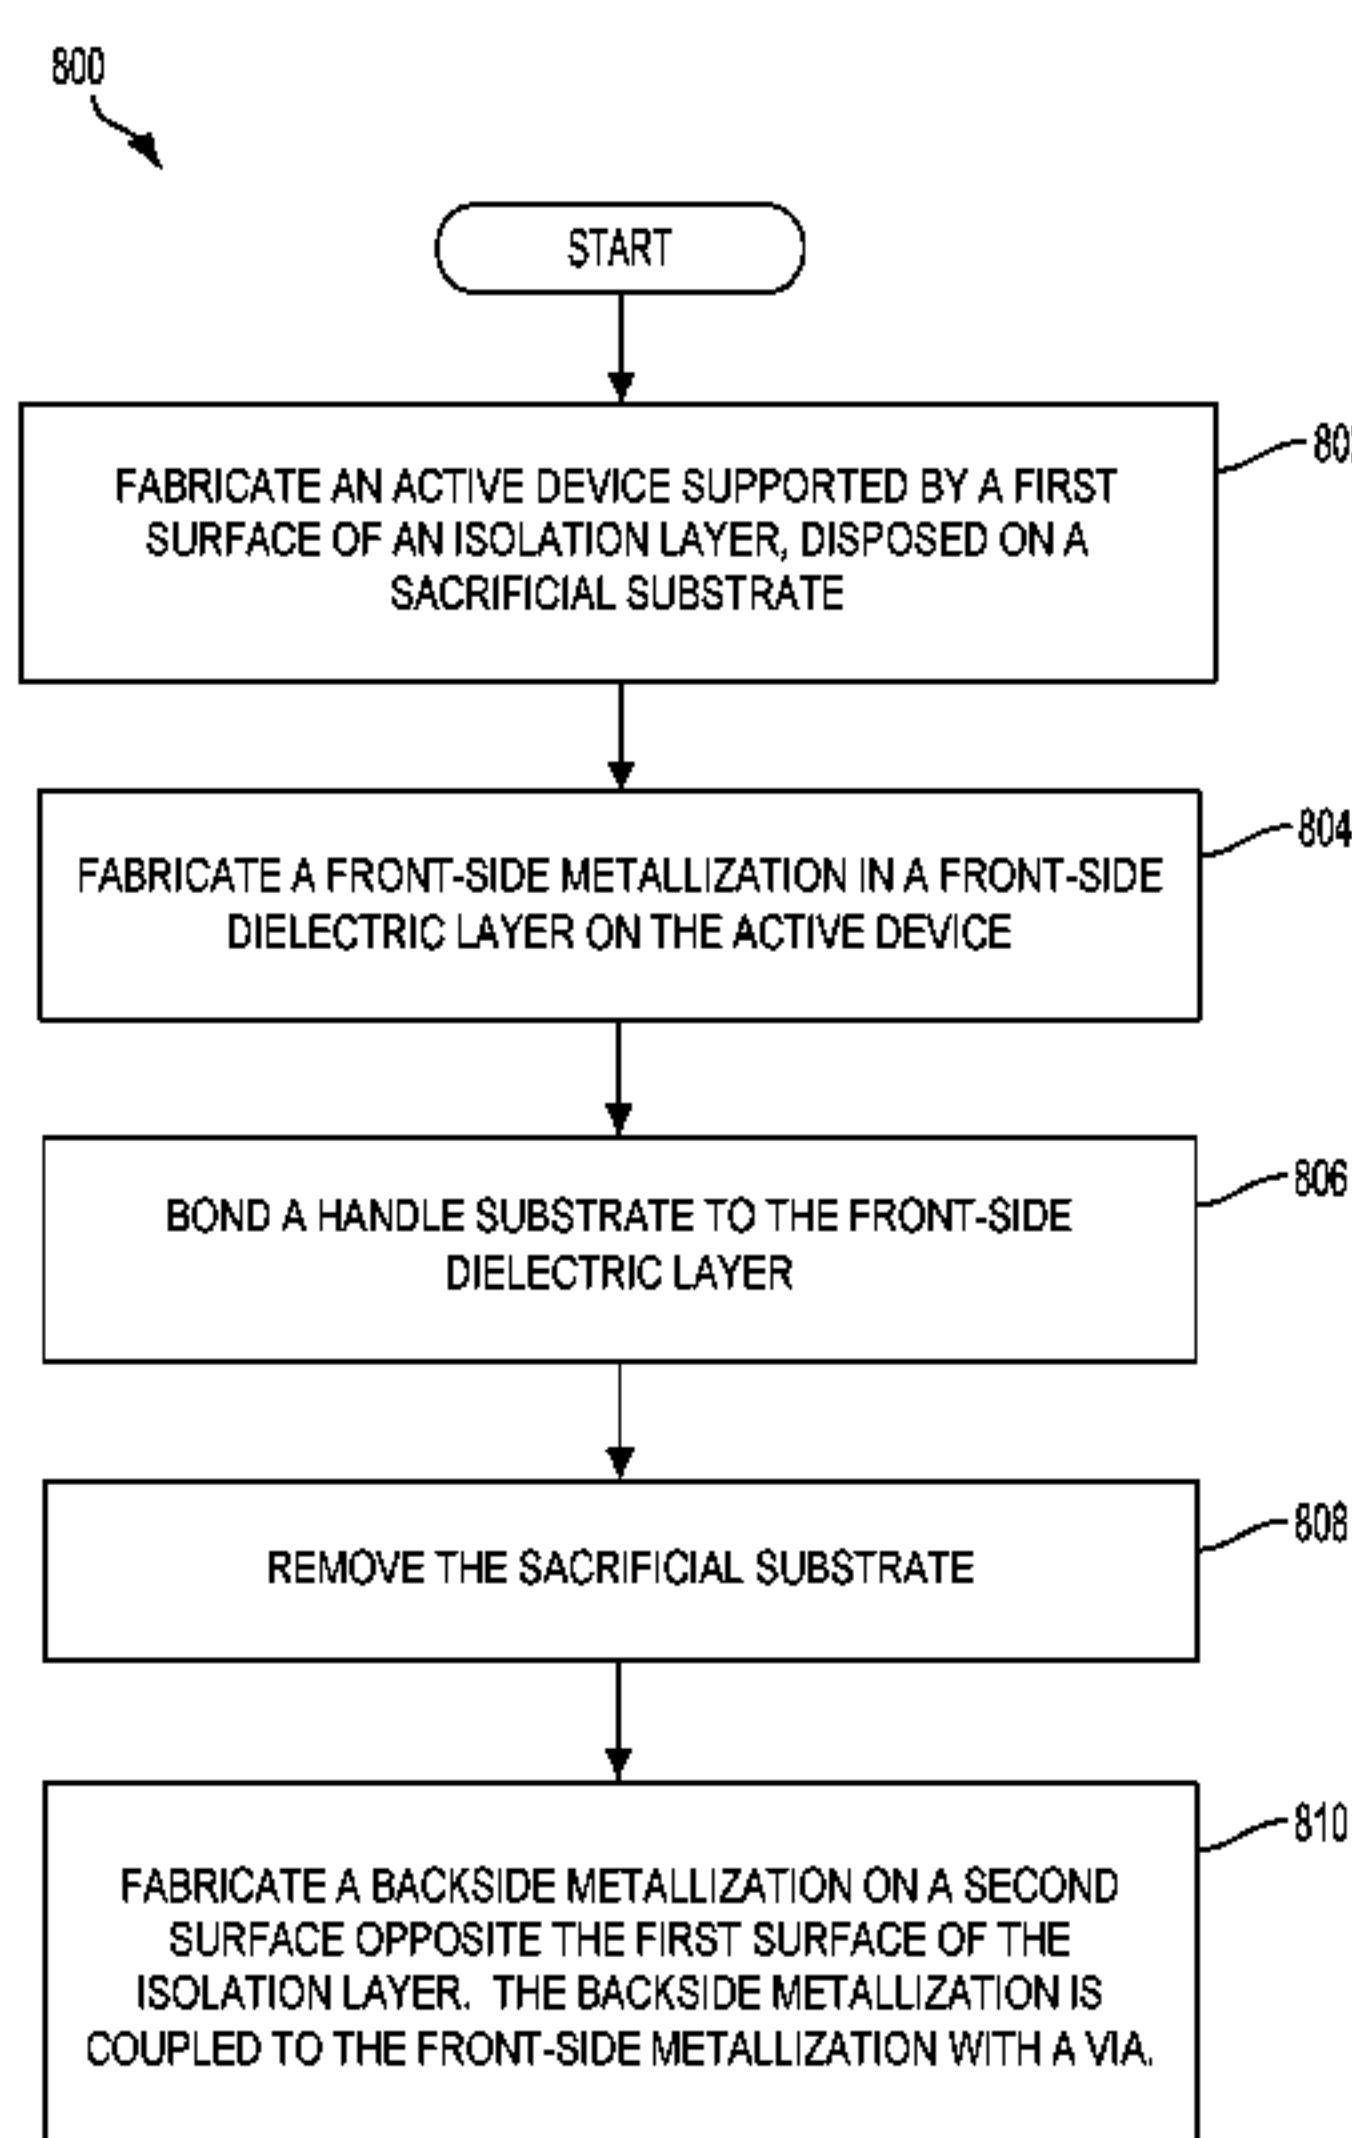 800
START
FABRICATE AN ACTIVE DEVICE SUPPORTED BY A FIRST
SURFACE OF AN ISOLATION LAYER, DISPOSED ON A
SACRIFICIAL SUBSTRATE
804
FABRICATE A FRONT-SIDE METALLIZATION IN A FRONT-SIDE
DIELECTRIC LAYER ON THE ACTIVE DEVICE
806
BOND A HANDLE SUBSTRATE TO THE FRONT-SIDE
DIELECTRIC LAYER
808
REMOVE THE SACRIFICIAL SUBSTRATE
810
FABRICATE A BACKSIDE METALLIZATION ON A SECOND
SURFACE OPPOSITE THE FIRST SURFACE OF THE
ISOLATION LAYER. THE BACKSIDE METALLIZATION IS
COUPLED TO THE FRONT-SIDE METALLIZATION WITH A VIA.